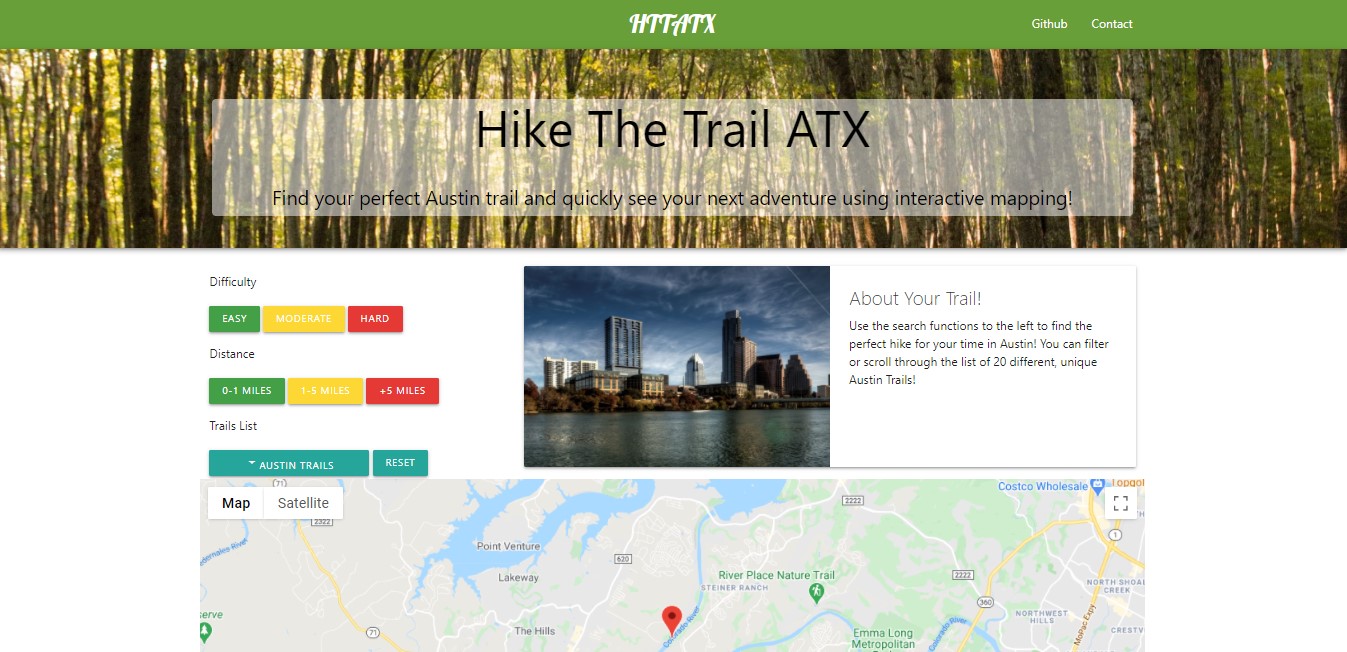 HTTATX
Github
Contact
Hike The Trail ATX
Find your perfect Austin trail and quickly see your next adventure using interactive mapping!
Difficulty
EASY
MODERATE
HARD
Distance
0-1 MILES
1-5 MILES
+5 MILES
Trails List
AUSTIN TRAILS
RESET
About Your Trail!
Use the search functions to the left to find the
perfect hike for your time in Austin! You can filter
or scroll through the list of 20 different, unique
Austin Trails!
Map
Satellite
71
2322
Costco Wholesale
Topgol
2222
1
Point Venture
620
Lakeway
River Place Nature Trail
STEINER RANCH
2222
NORTH SHOAL
CREEK
360
NORTHWEST
HILLS
MoPac Expy
CRESTV
serve
71
The Hills
Colorado River
Emma Long
Metropolitan
Colorado River